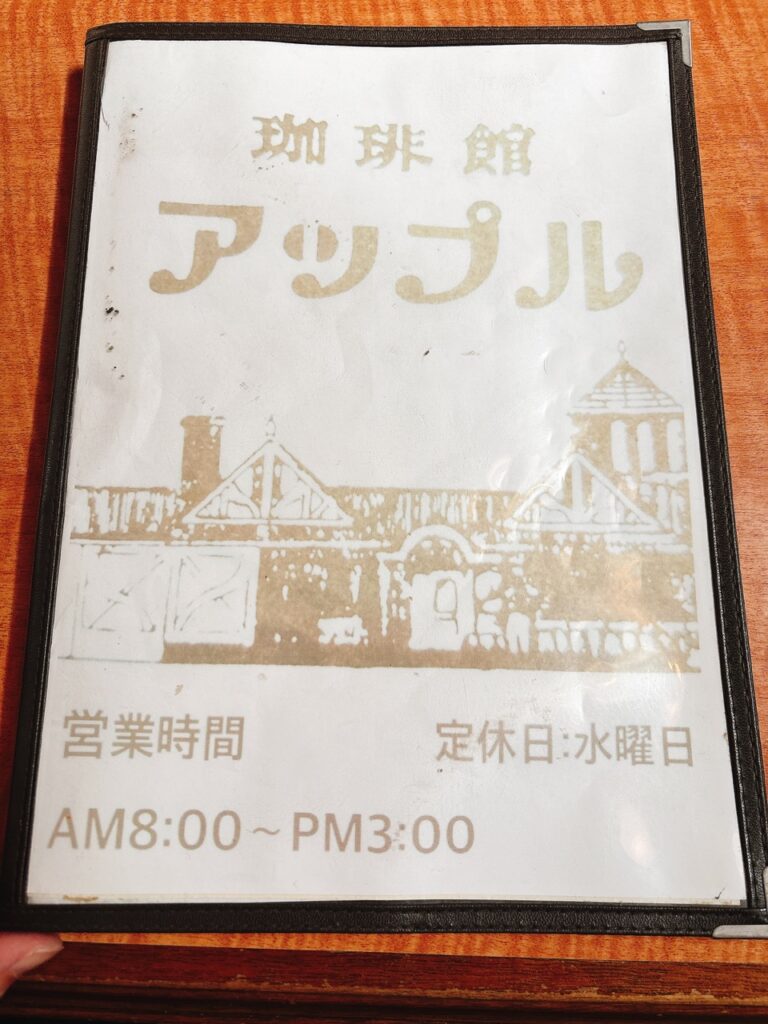 珈琲館
アップル
営業時間
定休日:水曜日
AM8:00~PM3:00